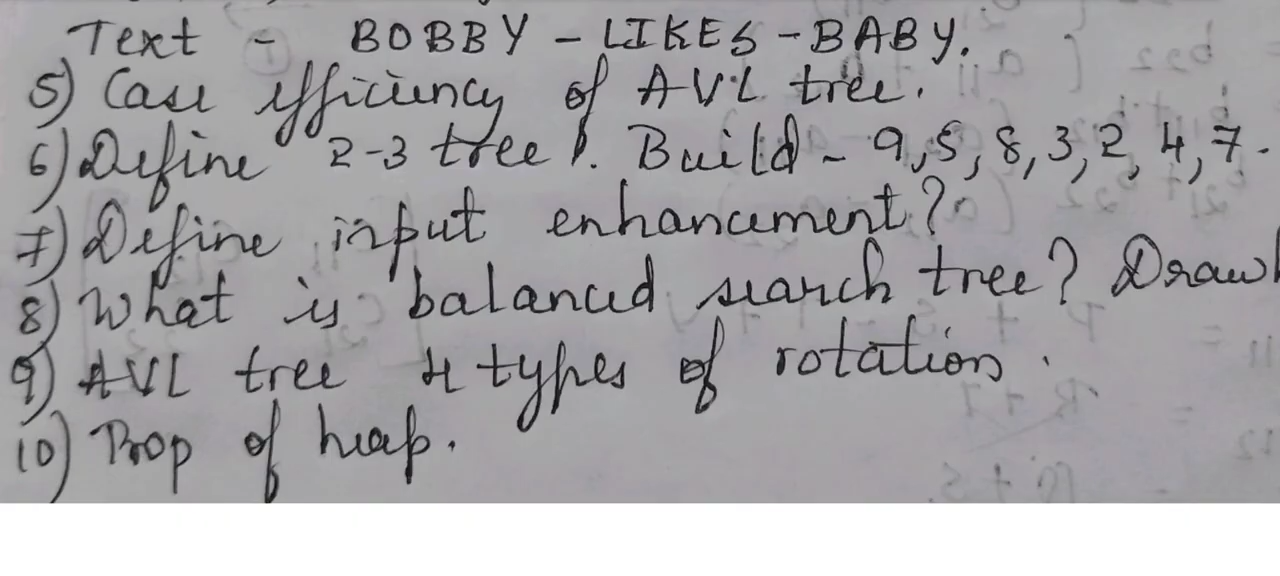 Text - BOBBY - LIKES - BABY.
5) Case efficiency of AVL tree.
6) Define 2-3 tree. Build - 9, 5, 8, 3, 2, 4, 7.
7) Define input enhancement?
8) What is balanced search tree? Draw
9) AVL tree 4 types of rotation.
10) Prop of heap.